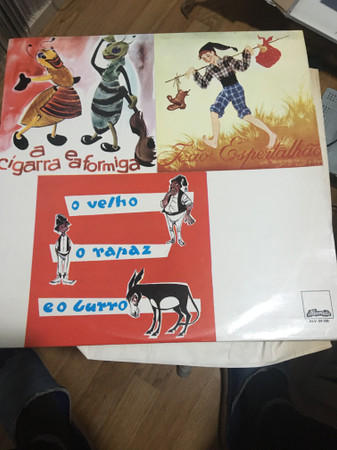 a
cigarra e a formiga
João Espertalhão
o velho
o rapaz
e o burro